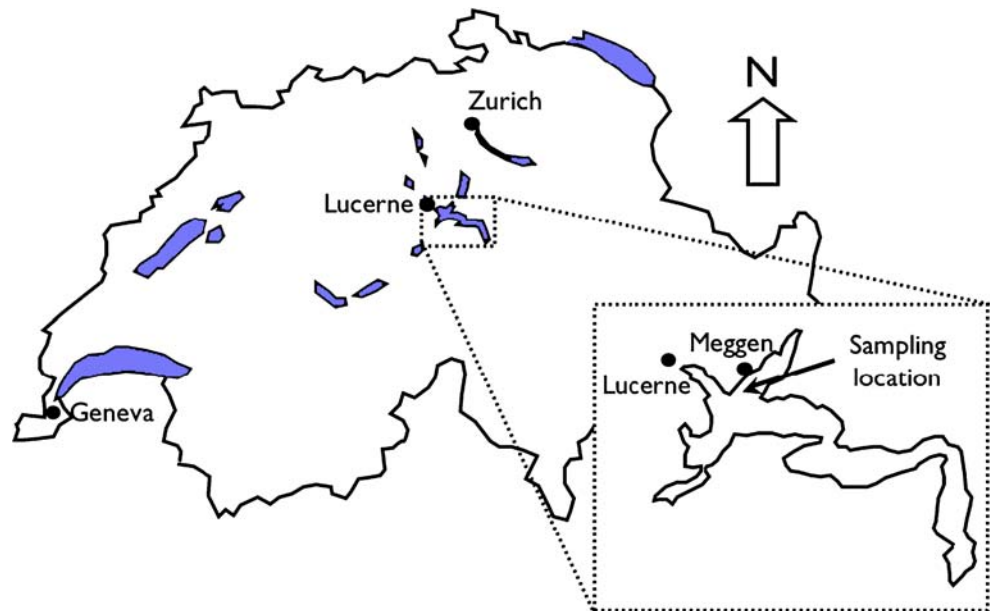 N
Zurich
Lucerne
Geneva
Meggen
Lucerne
Sampling
location